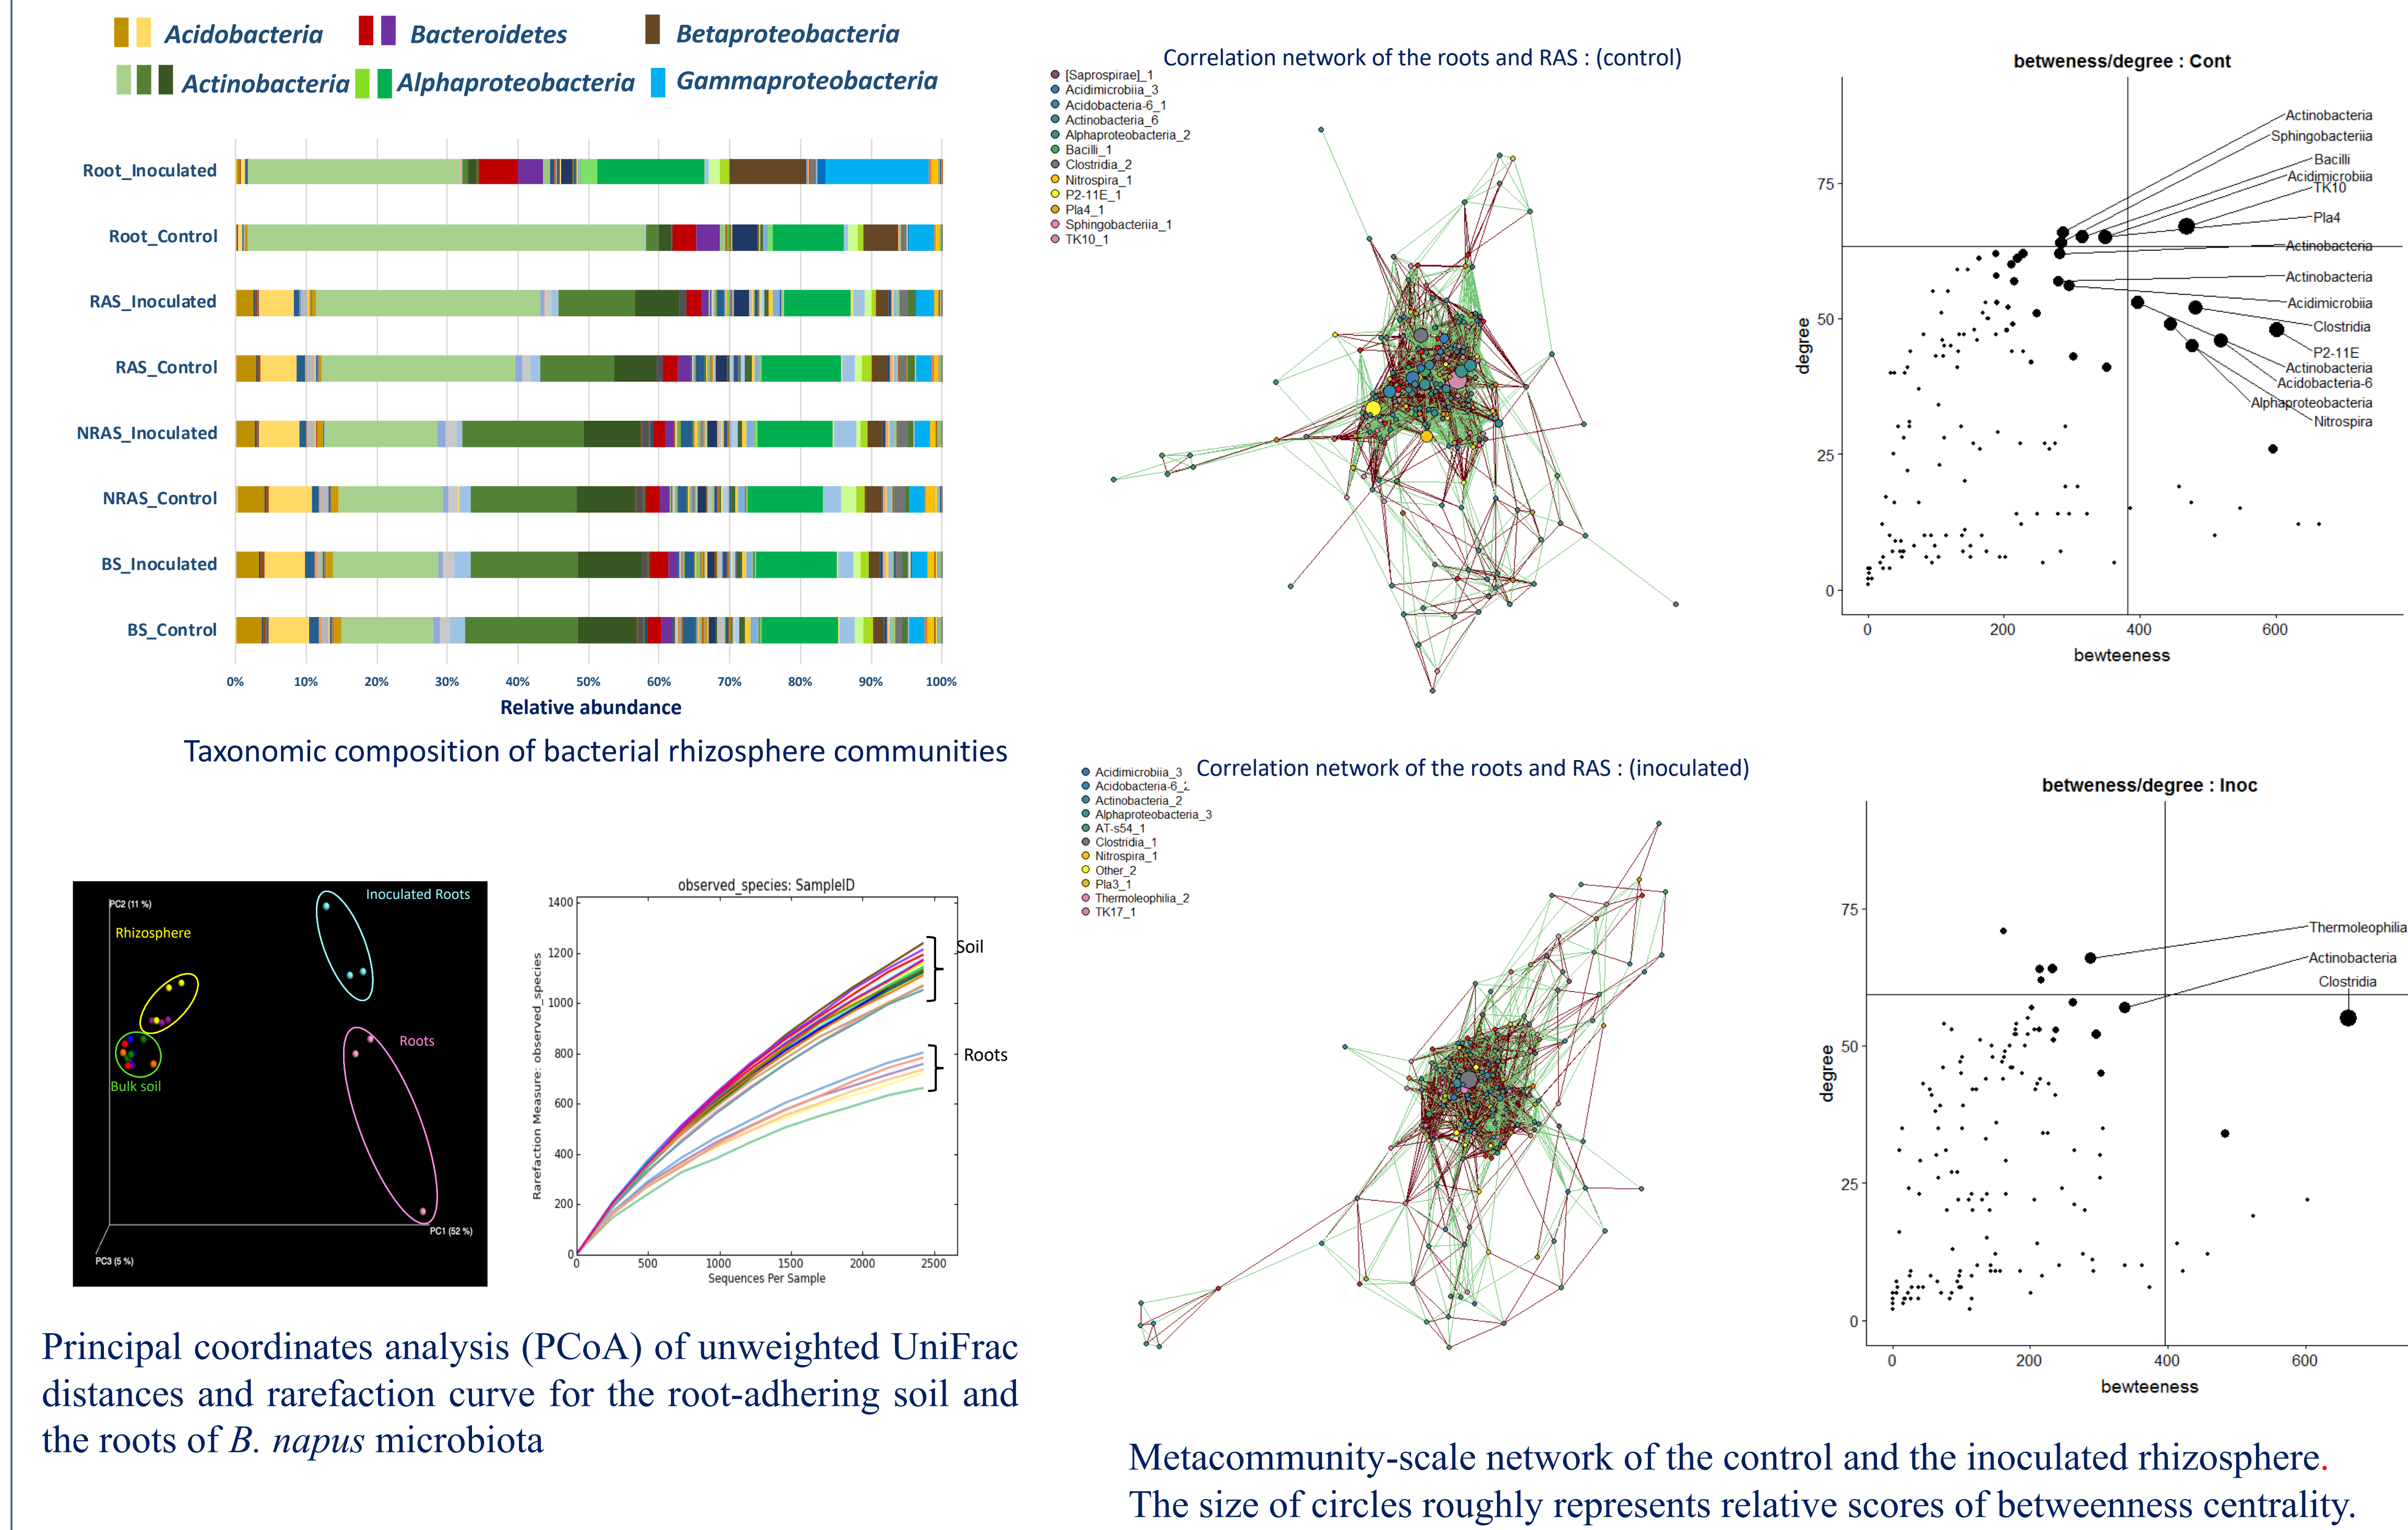 Acidobacteria Bacteroidetes Betaproteobacteria
Actinobacteria Alphaproteobacteria Gammaproteobacteria
Root_Inoculated
Root_Control
RAS_Inoculated
RAS_Control
NRAS_Inoculated
NRAS_Control
BS_Inoculated
BS_Control
0% 10% 20% 30% 40% 50% 60% 70% 80% 90% 100%
Relative abundance
Taxonomic composition of bacterial rhizosphere communities
PC2 (11 %)
Inoculated Roots
Rhizosphere
Roots
Bulk soil
PC1 (52 %)
PC3 (5 %)
observed_species: SampleID
Rarefaction Measure: observed_species
1400
1200
1000
800
600
400
200
0
Soil
Roots
0 500 1000 1500 2000 2500
Sequences Per Sample
Principal coordinates analysis (PCoA) of unweighted UniFrac
distances and rarefaction curve for the root-adhering soil and
the roots of B. napus microbiota
Correlation network of the roots and RAS : (control)
[Saprospirae]_1
Acidimicrobiia_3
Acidobacteria-6_1
Actinobacteria_6
Alphaproteobacteria_2
Bacilli_1
Clostridia_2
Nitrospira_1
P2-11E_1
Pla4_1
Sphingobacteriia_1
TK10_1
betweness/degree : Cont
degree
75
50
25
0
Actinobacteria
Sphingobacteriia
Bacilli
Acidimicrobiia
TK10
Pla4
Actinobacteria
Actinobacteria
Acidimicrobiia
Clostridia
P2-11E
Actinobacteria
Acidobacteria-6
Alphaproteobacteria
Nitrospira
0 200 400 600
bewteeness
Correlation network of the roots and RAS : (inoculated)
Acidimicrobiia_3
Acidobacteria-6_2
Actinobacteria_2
Alphaproteobacteria_3
AT-s54_1
Clostridia_1
Nitrospira_1
Other_2
Pla3_1
Thermoleophilia_2
TK17_1
betweness/degree : Inoc
degree
75
50
25
0
Thermoleophilia
Actinobacteria
Clostridia
0 200 400 600
bewteeness
Metacommunity-scale network of the control and the inoculated rhizosphere.
The size of circles roughly represents relative scores of betweenness centrality.